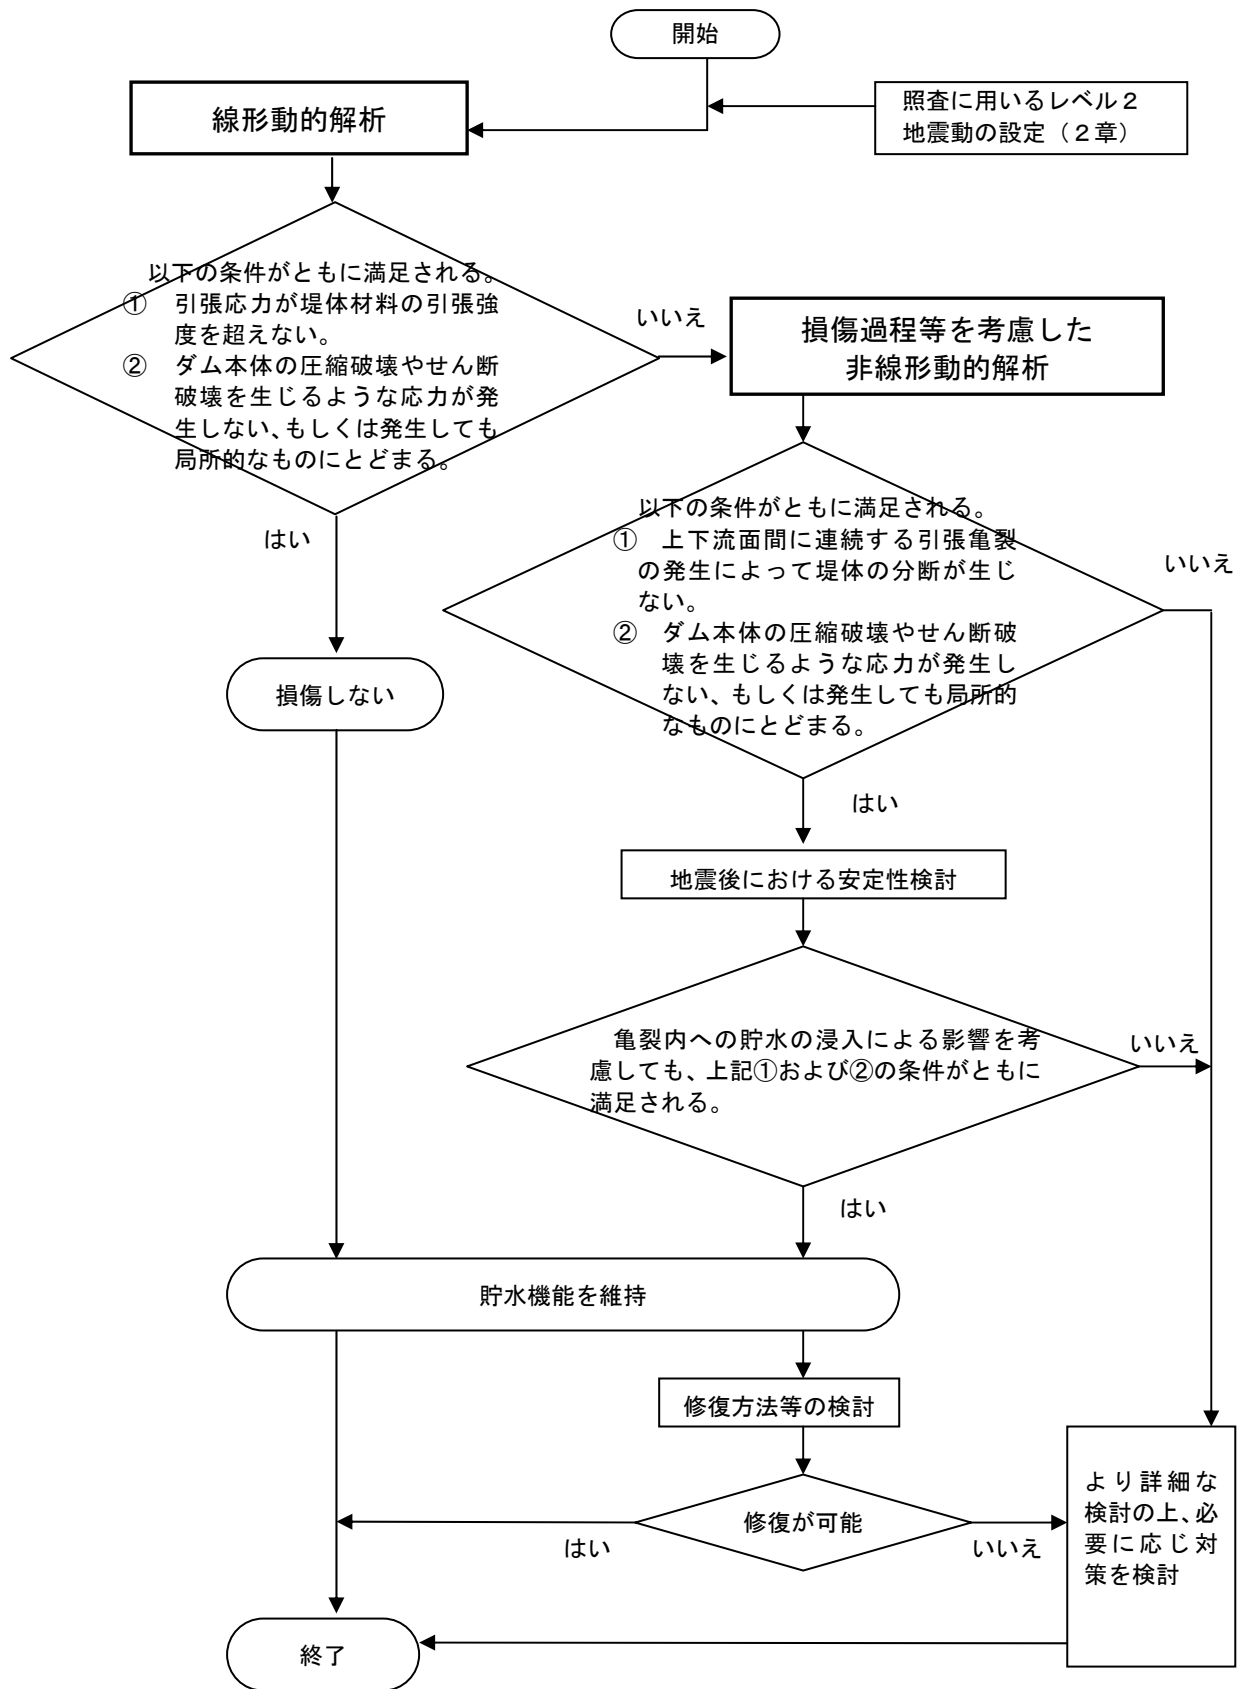 開始
照査に用いるレベル２
地震動の設定（２章）
線形動的解析
以下の条件がともに満足される。
①　引張応力が堤体材料の引張強
度を超えない。
②　ダム本体の圧縮破壊やせん断
破壊を生じるような応力が発
生しない、もしくは発生しても
局所的なものにとどまる。
いいえ
損傷過程等を考慮した
非線形動的解析
はい
以下の条件がともに満足される。
①　上下流面間に連続する引張亀裂
の発生によって堤体の分断が生じ
ない。
②　ダム本体の圧縮破壊やせん断破
壊を生じるような応力が発生し
ない、もしくは発生しても局所的
なものにとどまる。
いいえ
損傷しない
はい
地震後における安定性検討
亀裂内への貯水の浸入による影響を考
慮しても、上記①および②の条件がともに
満足される。
いいえ
はい
貯水機能を維持
修復方法等の検討
修復が可能
はい
いいえ
より詳細な
検討の上、必
要に応じ対
策を検討
終了